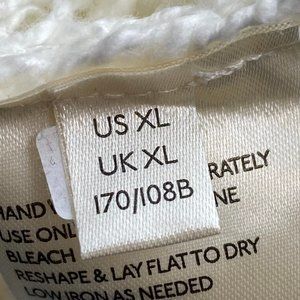 US XL
UK XL
170/108B
HAND W RATELY
USE ONL NE
BLEACH
RESHAPE & LAY FLAT TO DRY
LOW IRON AS NEEDED